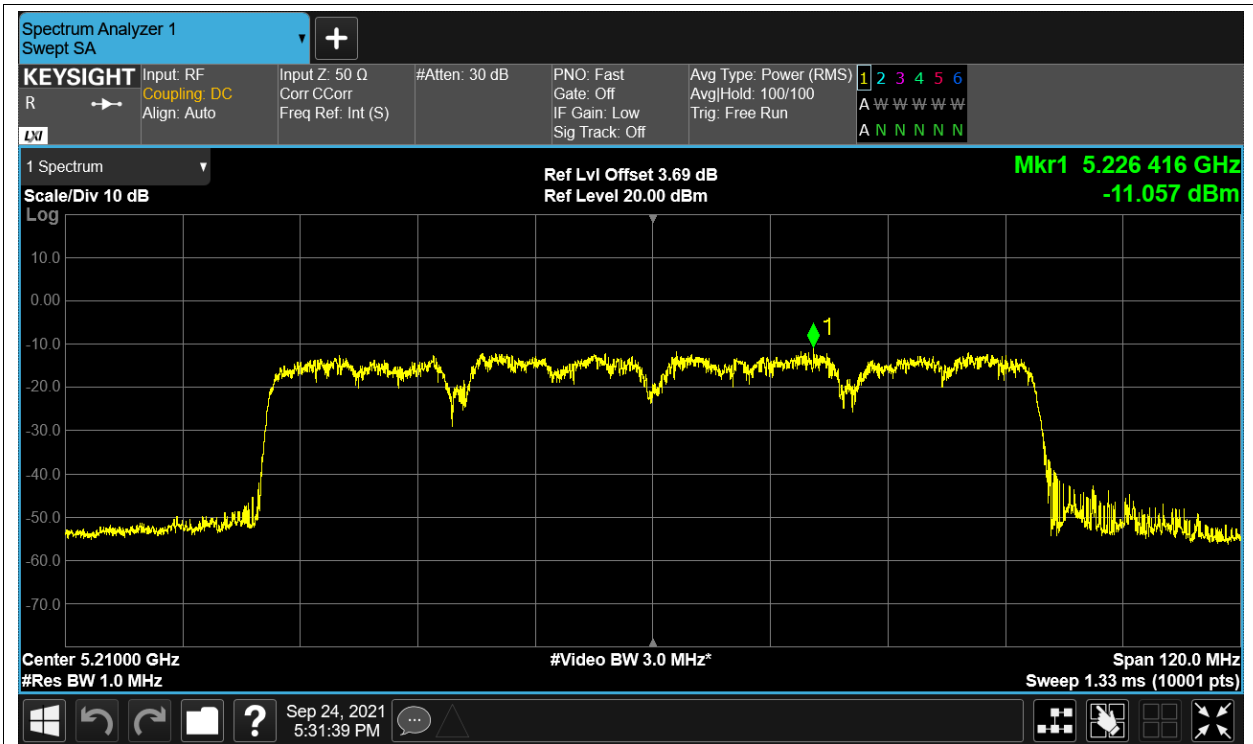 Spectrum Analyzer 1
Swept SA
KEYSIGHT
R
LXI
Input: RF
Coupling: DC
Align: Auto
Input Z: 50 Ω
Corr CCorr
Freq Ref: Int (S)
#Atten: 30 dB
PNO: Fast
Gate: Off
IF Gain: Low
Sig Track: Off
Avg Type: Power (RMS)
Avg|Hold: 100/100
Trig: Free Run
1 2 3 4 5 6
A W W W W W
A N N N N N
1 Spectrum
Scale/Div 10 dB
Log
Ref Lvl Offset 3.69 dB
Ref Level 20.00 dBm
Mkr1 5.226 416 GHz
-11.057 dBm
10.0
0.00
-10.0
-20.0
-30.0
-40.0
-50.0
-60.0
-70.0
1
Center 5.21000 GHz
#Res BW 1.0 MHz
#Video BW 3.0 MHz*
Span 120.0 MHz
Sweep 1.33 ms (10001 pts)
?
Sep 24, 2021
5:31:39 PM